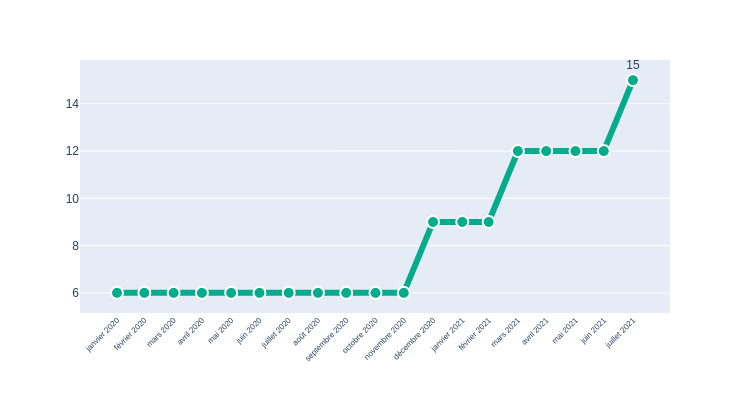 15
14
12
10
8
6
janvier 2020
février 2020
mars 2020
avril 2020
mai 2020
juin 2020
juillet 2020
août 2020
septembre 2020
octobre 2020
novembre 2020
décembre 2020
janvier 2021
février 2021
mars 2021
avril 2021
mai 2021
juin 2021
juillet 2021